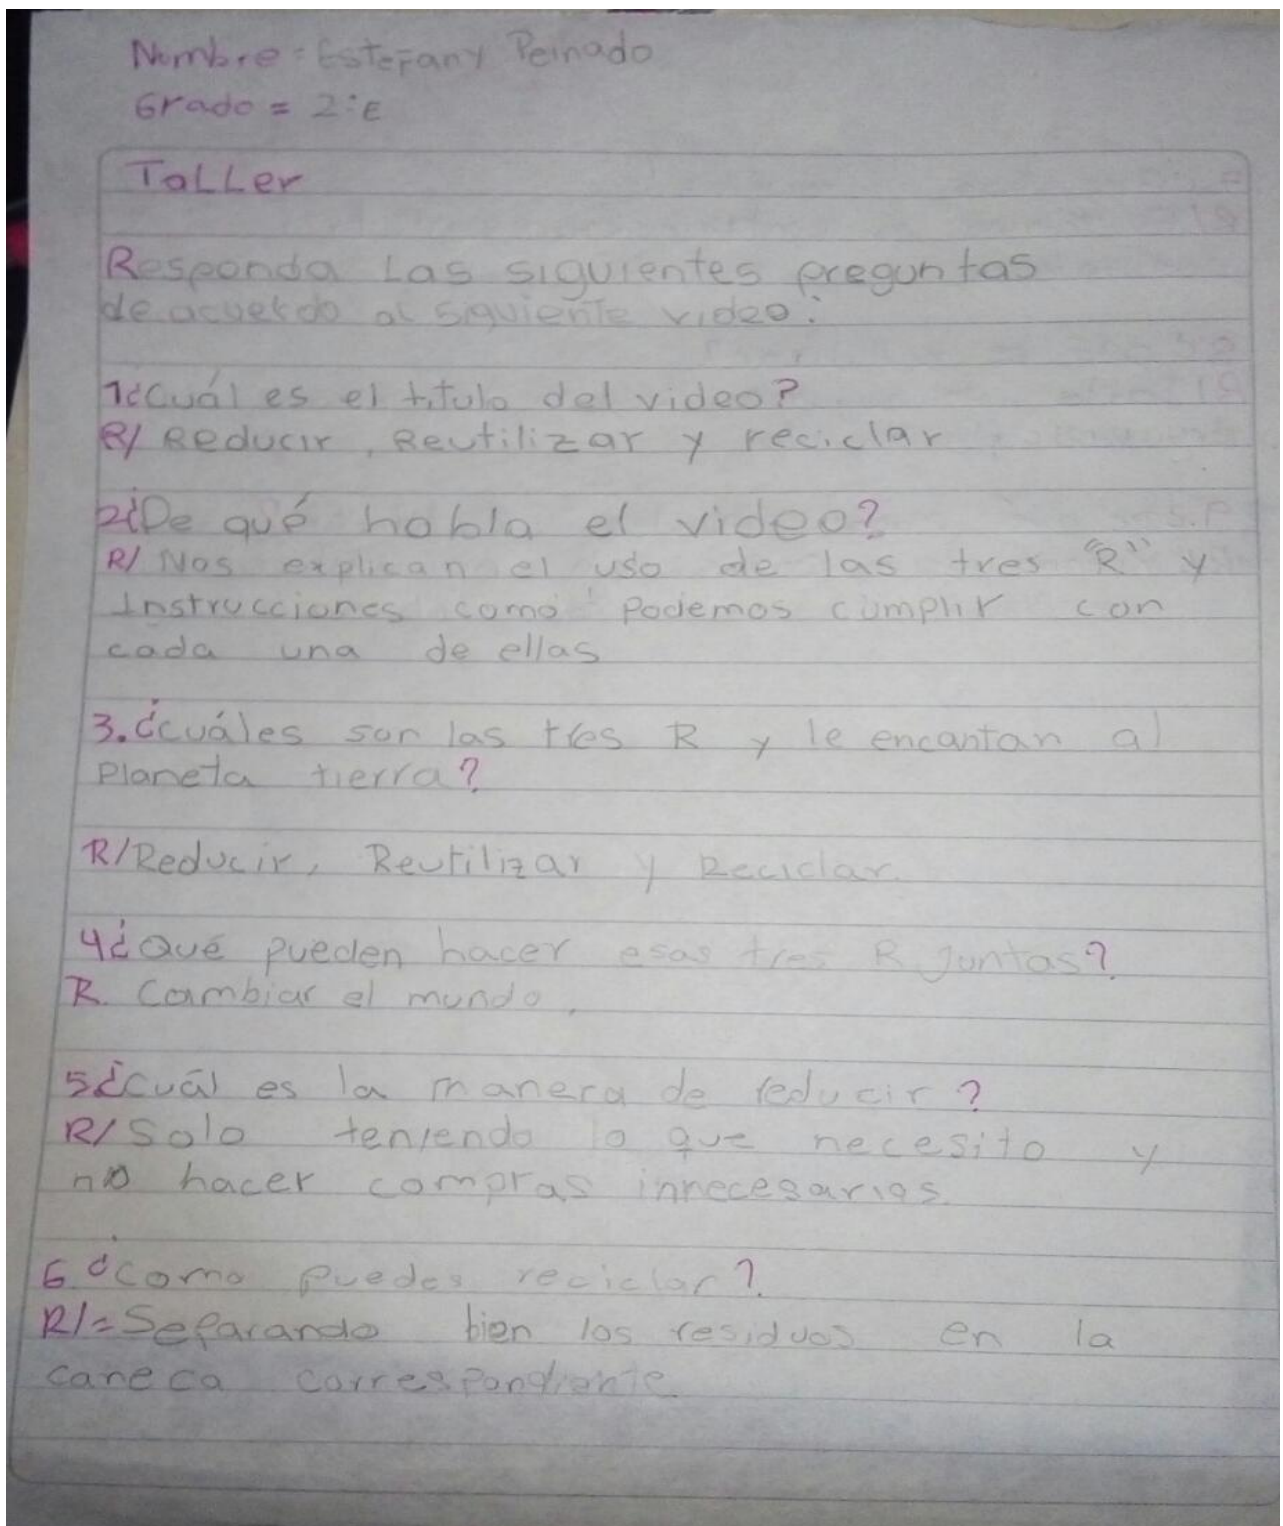 Nombre = Estefany Peinado
Grado = 2:E
Taller
Responda Las siguientes preguntas
de acuerdo al siguiente video:
1¿Cuál es el titulo del video?
R/ Reducir, Reutilizar y reciclar
2¿De qué habla el video?
R/ Nos explican el uso de las tres "R" y
Instrucciones como podemos cumplir con
cada una de ellas
3.¿cuáles son las tres R y le encantan al
Planeta tierra?
R/Reducir, Reutilizar y Reciclar.
4¿Qué pueden hacer esas tres R Juntas?
R. Cambiar el mundo,
5¿cuál es la manera de reducir?
R/Solo teniendo lo que necesito y
no hacer compras innecesarias.
6.¿como puedes reciclar?
R/=Separando bien los residuos en la
caneca correspondiente